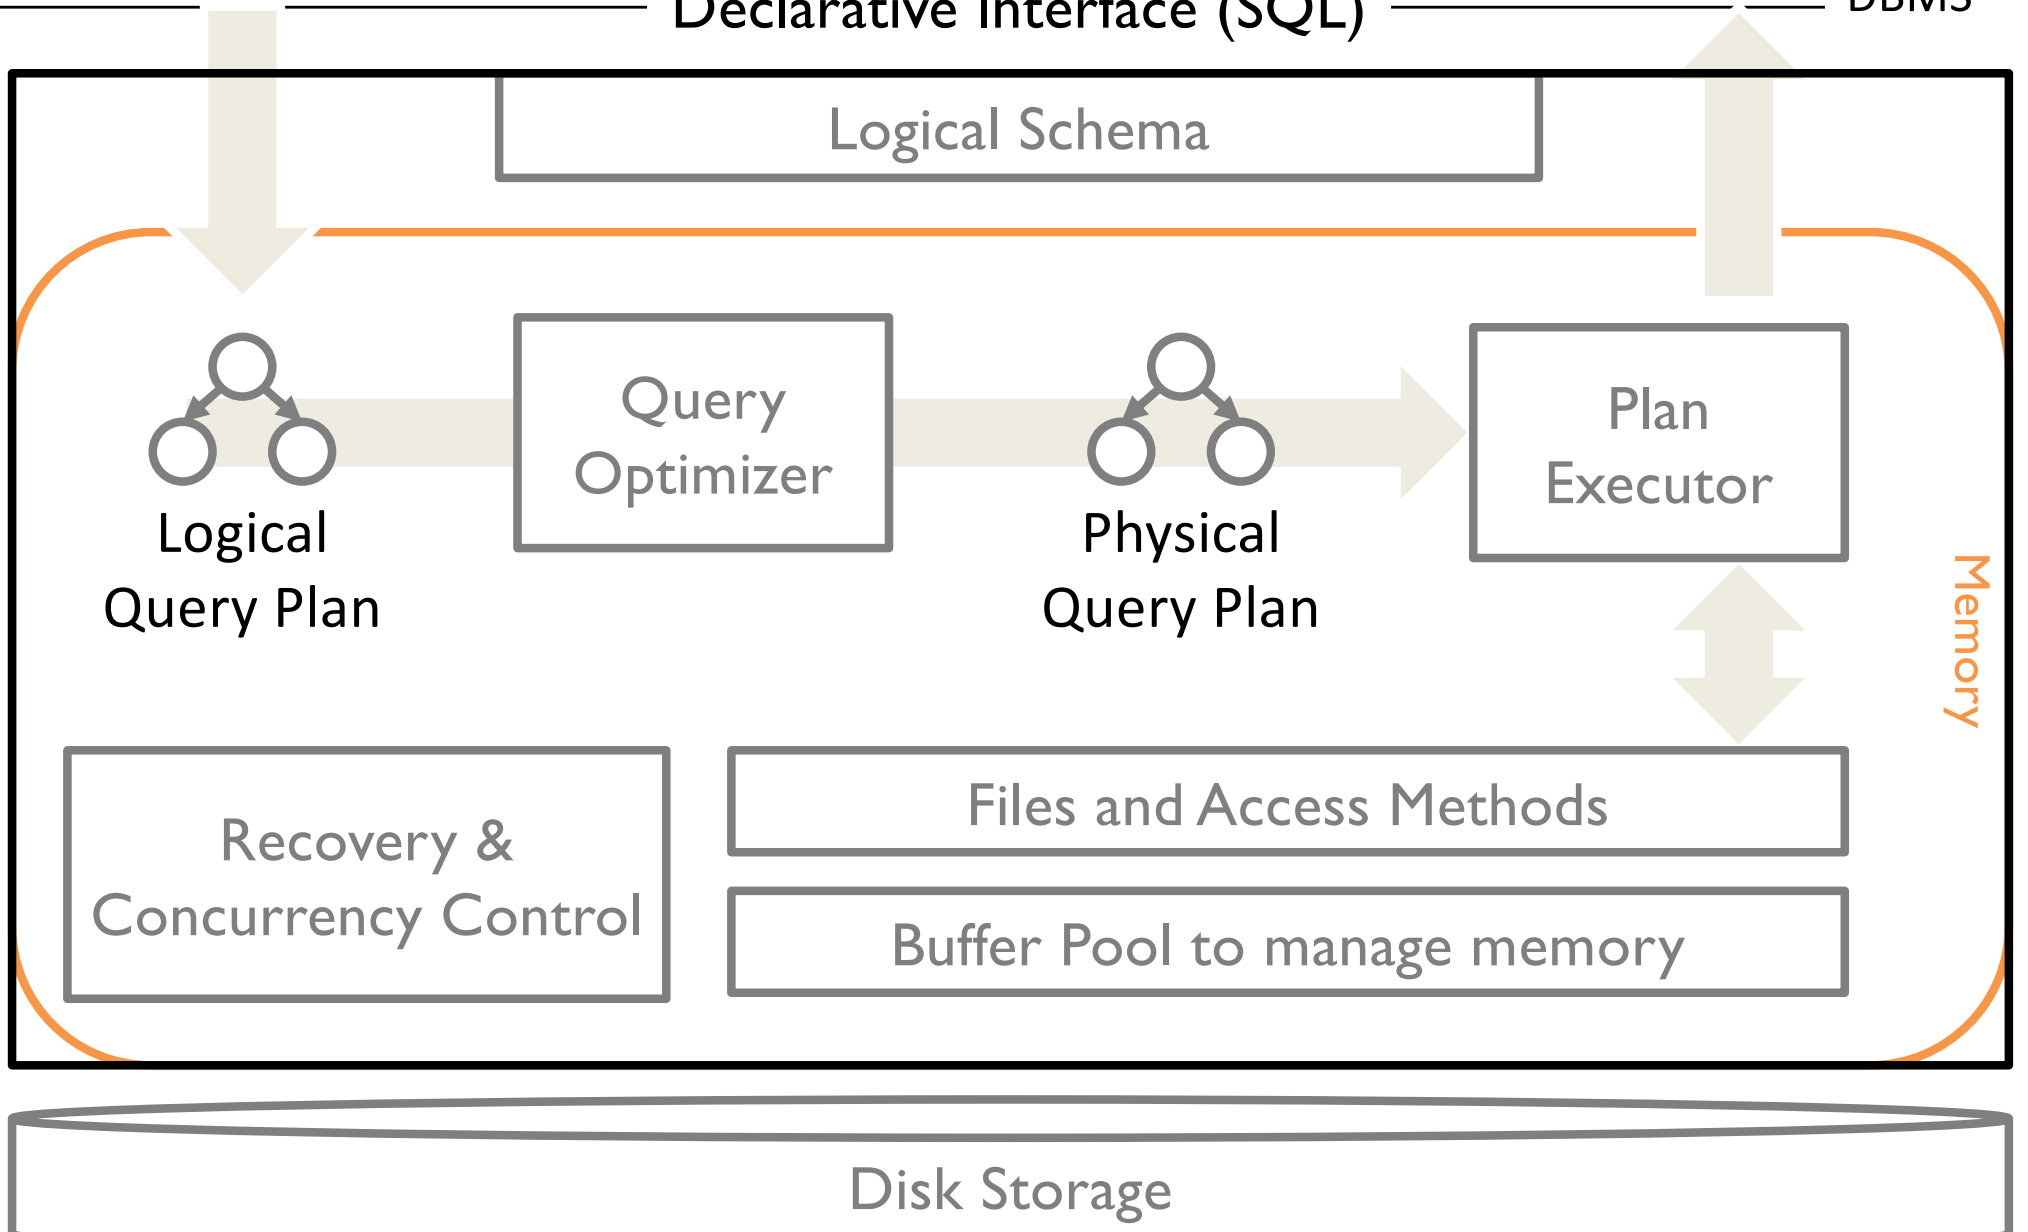 Declarative Interface (SQL)
DBMS
Logical Schema
Query
Optimizer
Plan
Executor
Logical
Query Plan
Physical
Query Plan
Memory
Recovery &
Concurrency Control
Files and Access Methods
Buffer Pool to manage memory
Disk Storage